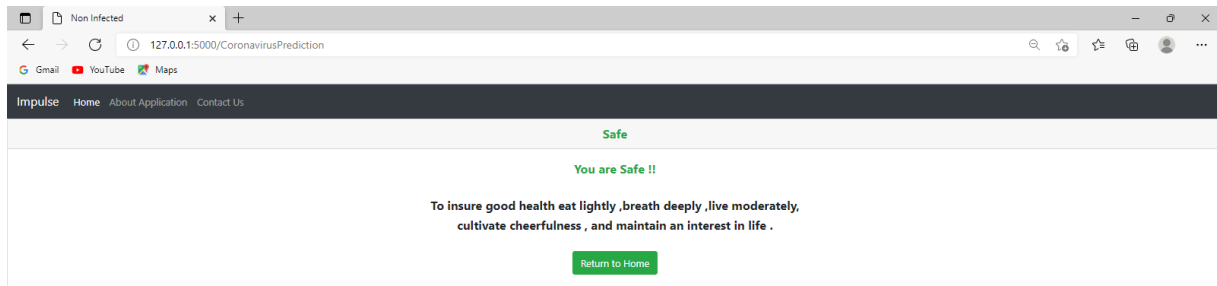 Non Infected
127.0.0.1:5000/CoronavirusPrediction
Gmail YouTube Maps
Impulse Home About Application Contact Us
Safe
You are Safe !!
To insure good health eat lightly ,breath deeply ,live moderately,
cultivate cheerfulness , and maintain an interest in life .
Return to Home